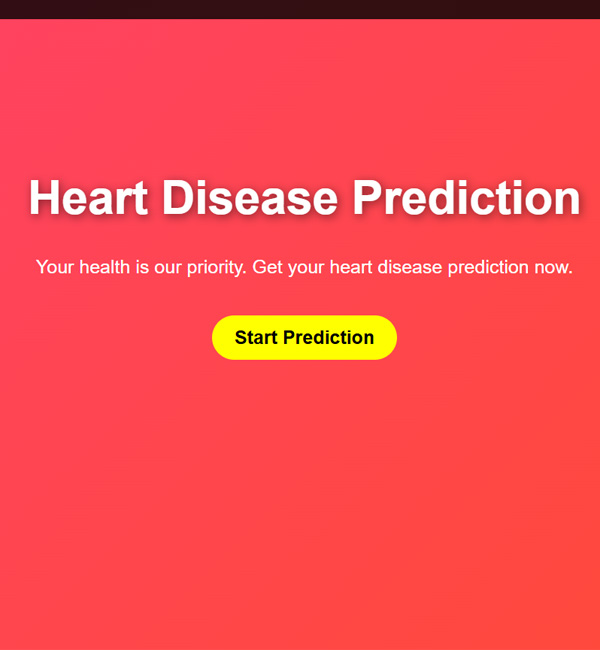 Heart Disease Prediction
Your health is our priority. Get your heart disease prediction now.
Start Prediction